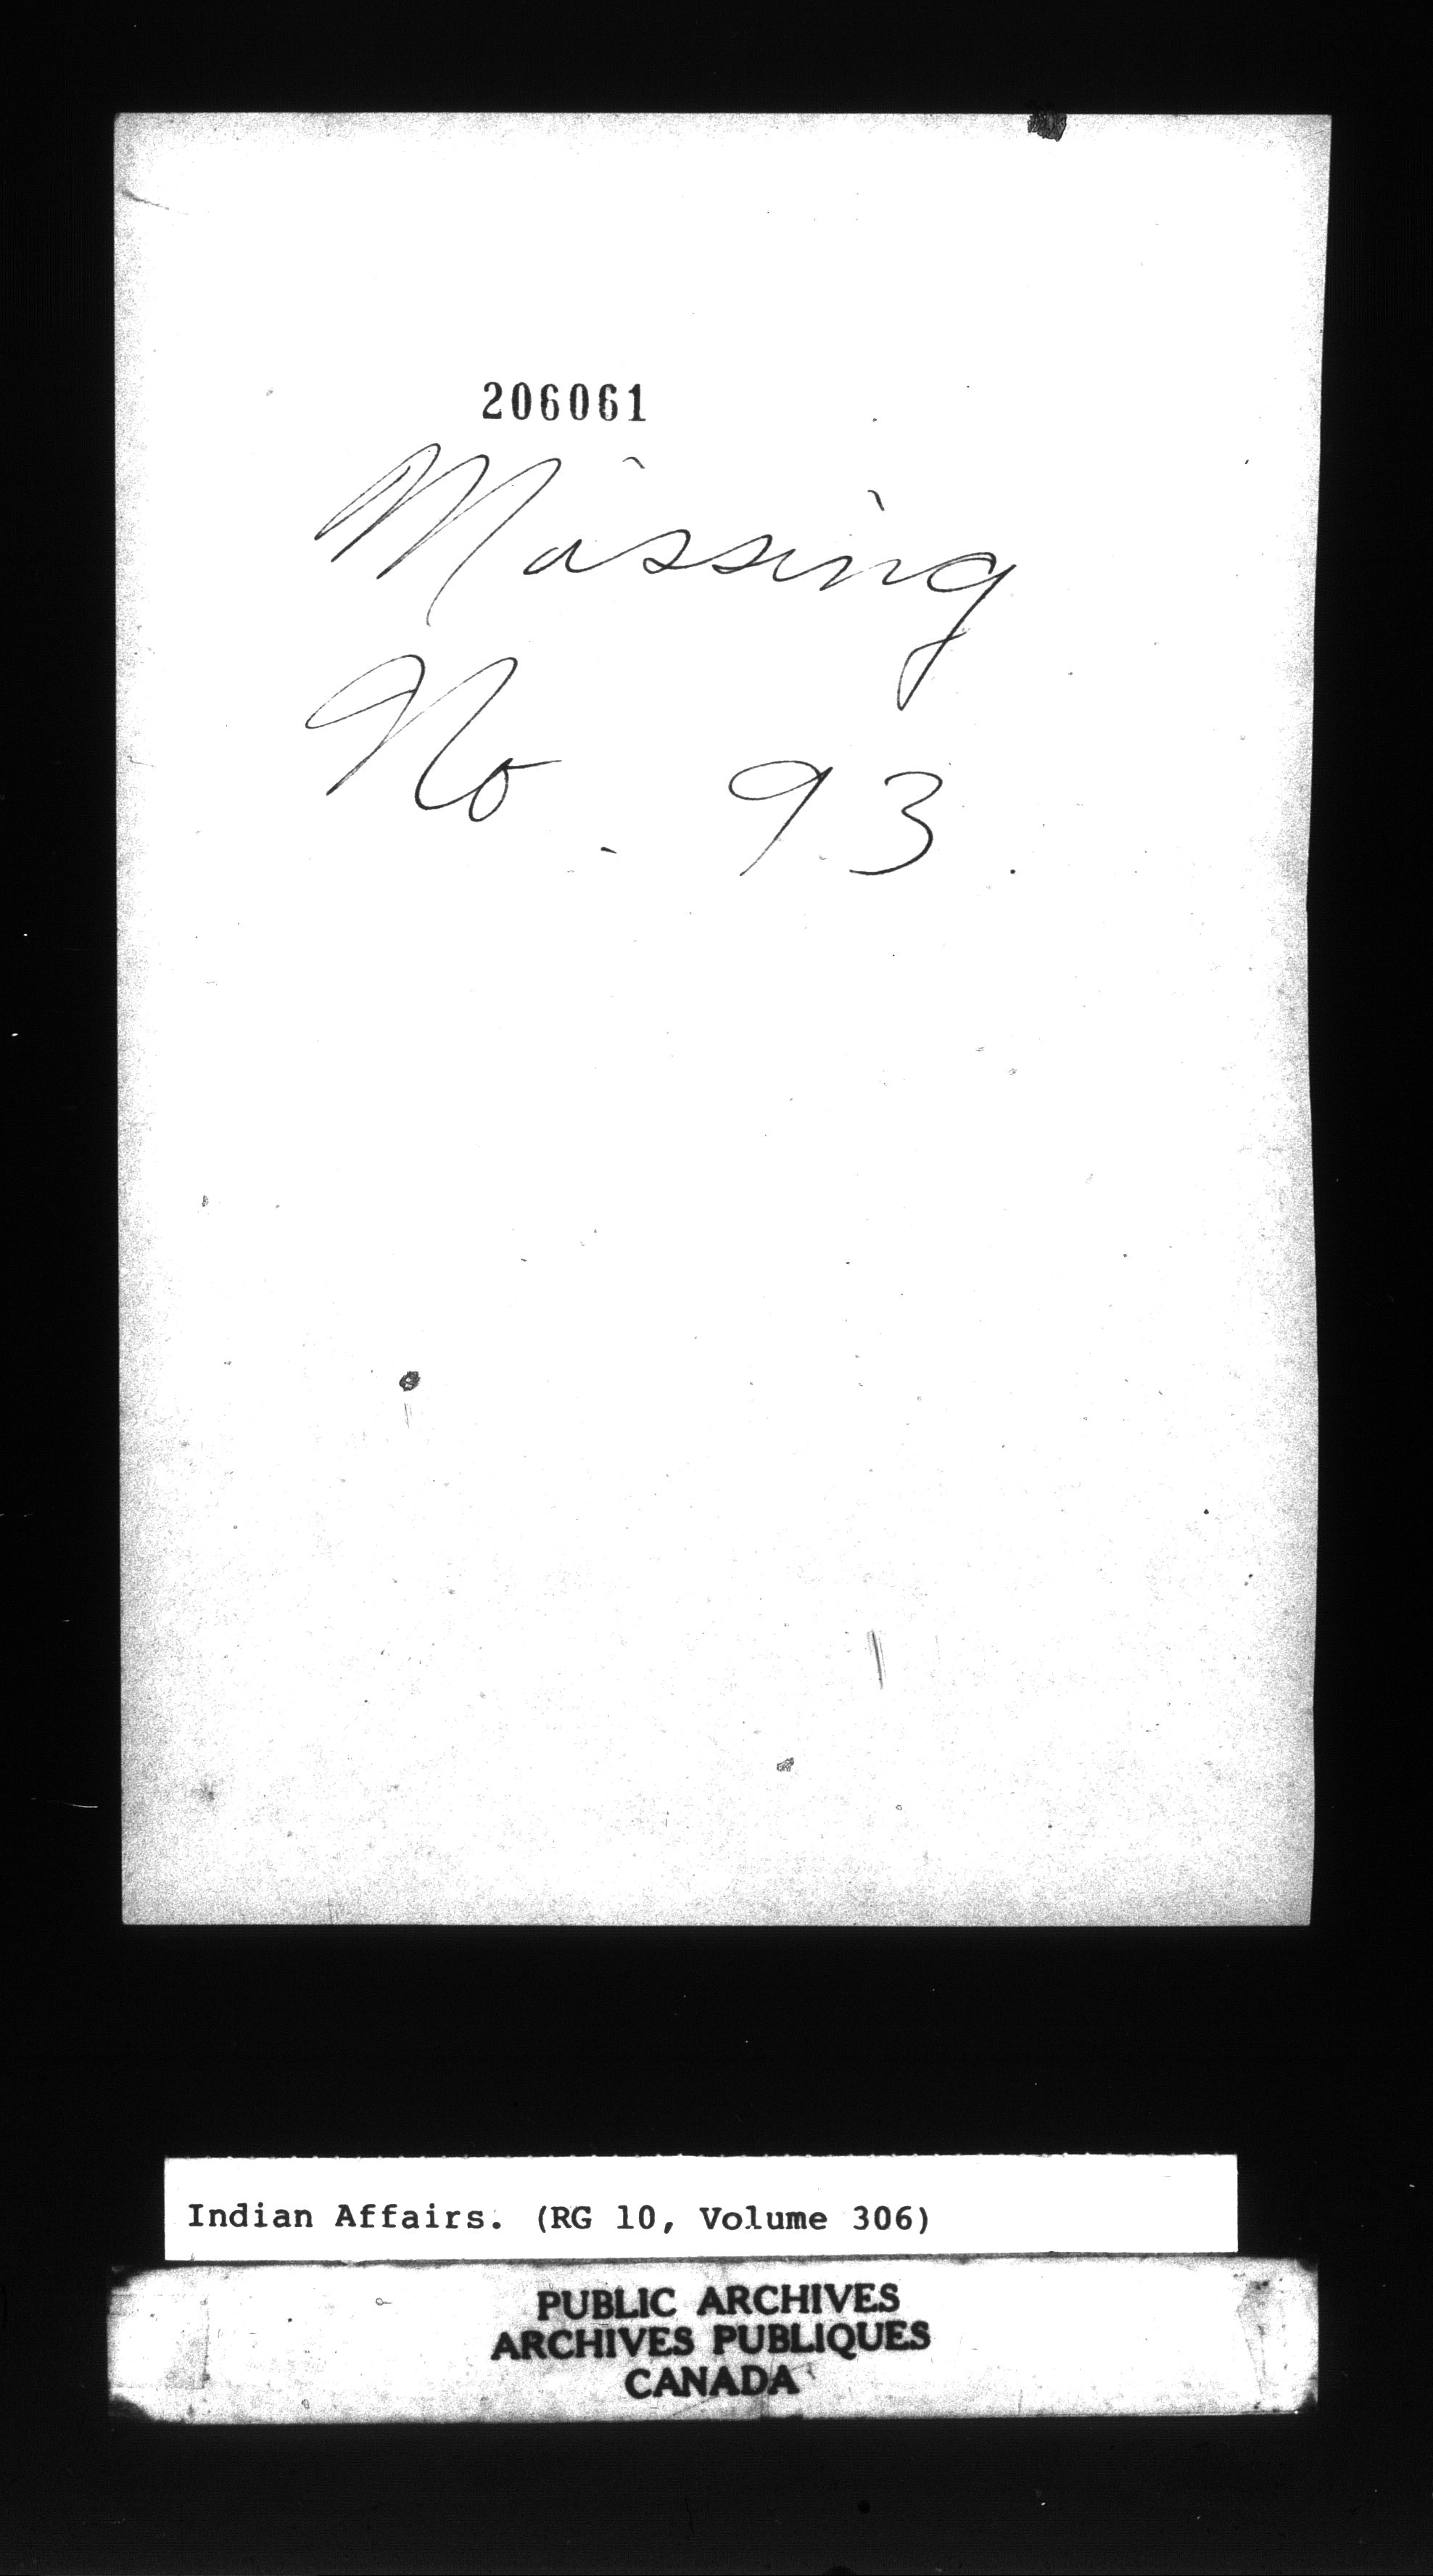 206061
Missing
No. 93.
Indian Affairs. (RG 10, Volume 306)
PUBLIC ARCHIVES
ARCHIVES PUBLIQUES
CANADA